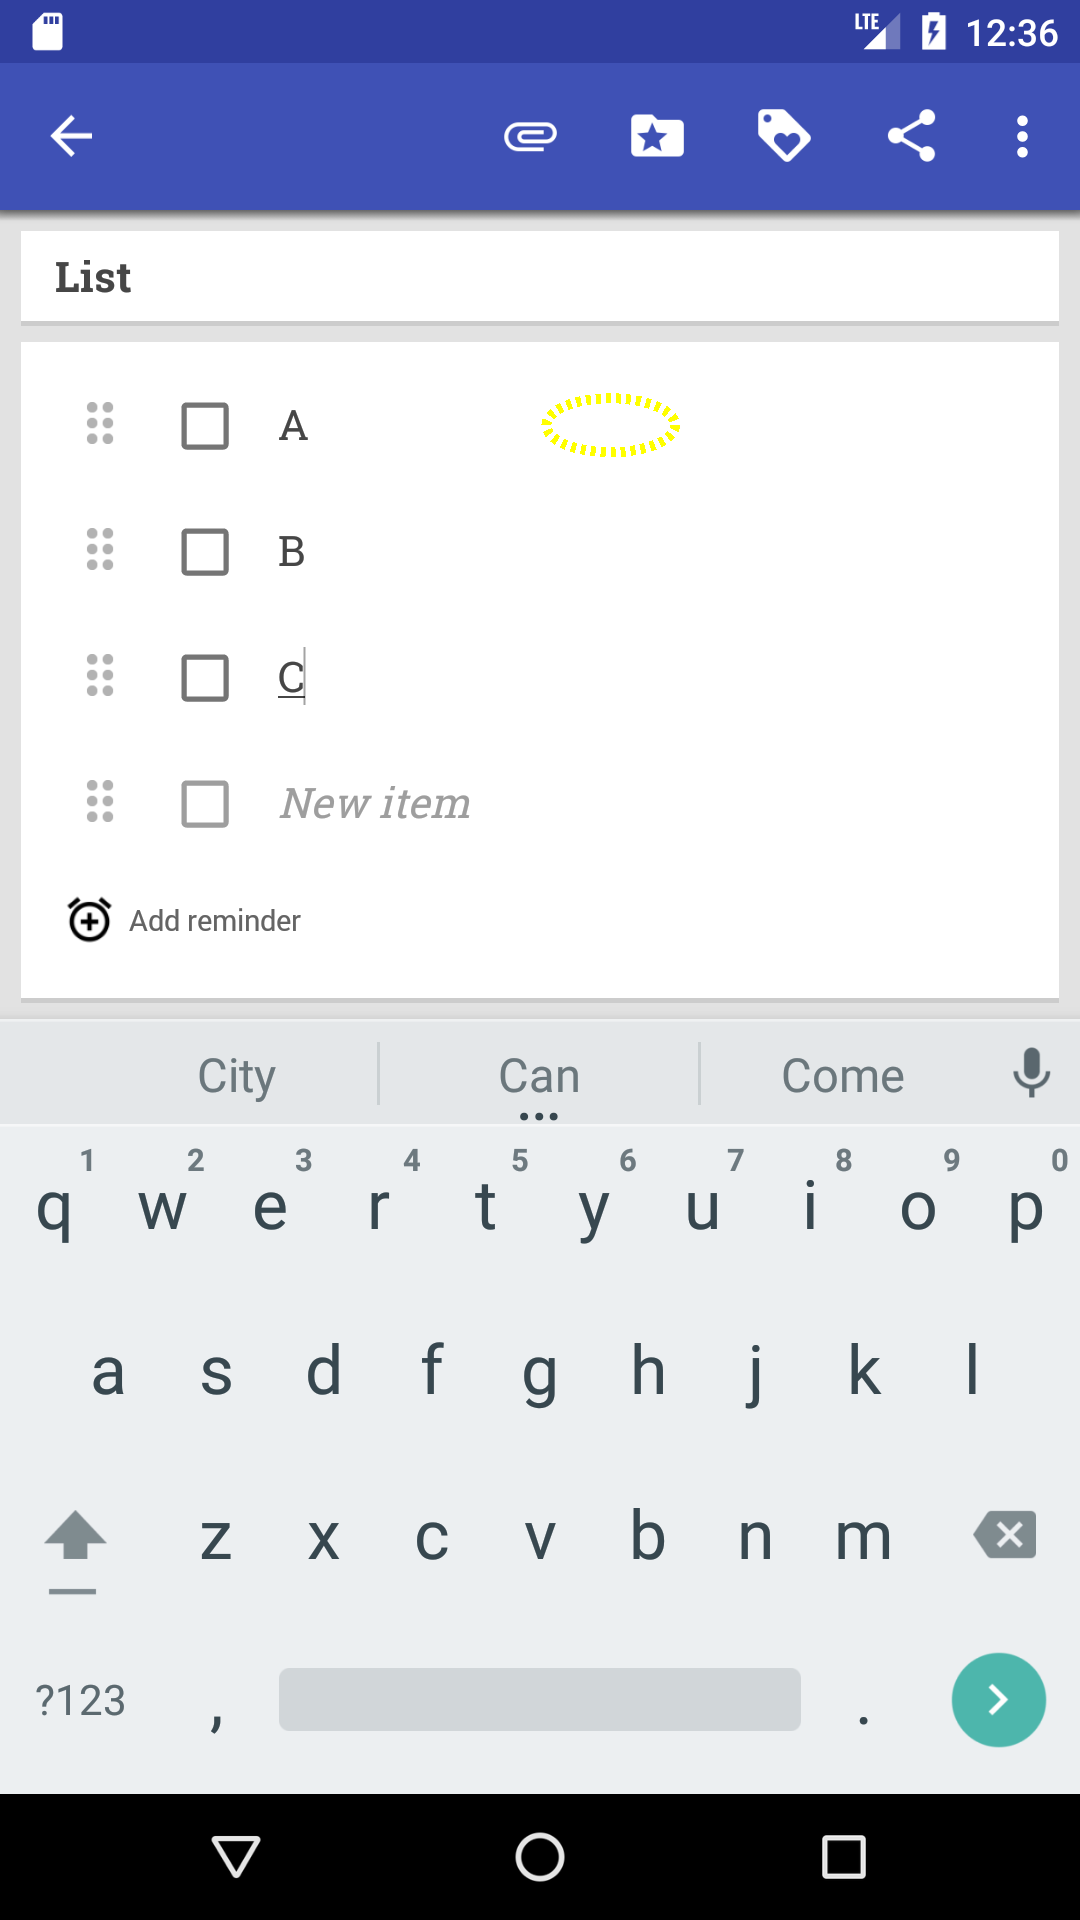 LTE 12:36
List
A
B
C
New item
Add reminder
City Can Come
1 2 3 4 5 6 7 8 9 0
q w e r t y u i o p
a s d f g h j k l
z x c v b n m
?123 , .